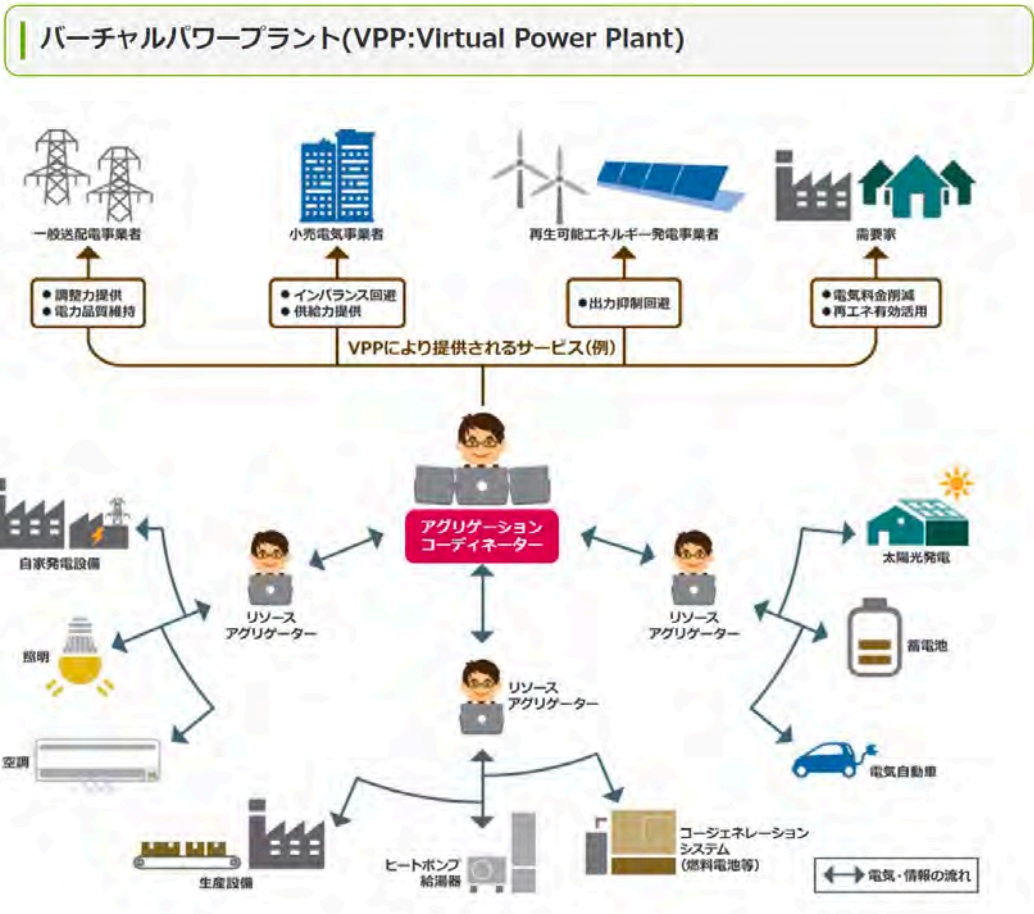 バーチャルパワープラント(VPP:Virtual Power Plant)
一般送配電事業者
小売電気事業者
再生可能エネルギー発電事業者
需要家
●調整力提供
●電力品質維持
●インバランス回避
●供給力提供
●出力抑制回避
●電気料金削減
●再エネ有効活用
VPPにより提供されるサービス(例)
アグリゲーション
コーディネーター
自家発電設備
リソース
アグリゲーター
リソース
アグリゲーター
太陽光発電
照明
蓄電池
リソース
アグリゲーター
空調
電気自動車
生産設備
ヒートポンプ
給湯器
コージェネレーション
システム
(燃料電池等)
電気・情報の流れ